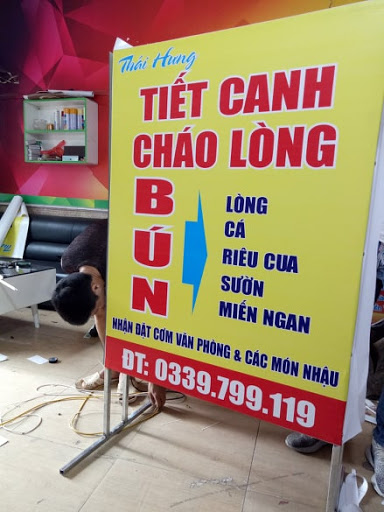 Thái Hưng
TIẾT CANH
CHÁO LÒNG
BÚN
LÒNG
CÁ
RIÊU CUA
SƯỜN
MIẾN NGAN
NHẬN ĐẶT CƠM VĂN PHÒNG & CÁC MÓN NHẬU
ĐT: 0339.799.119